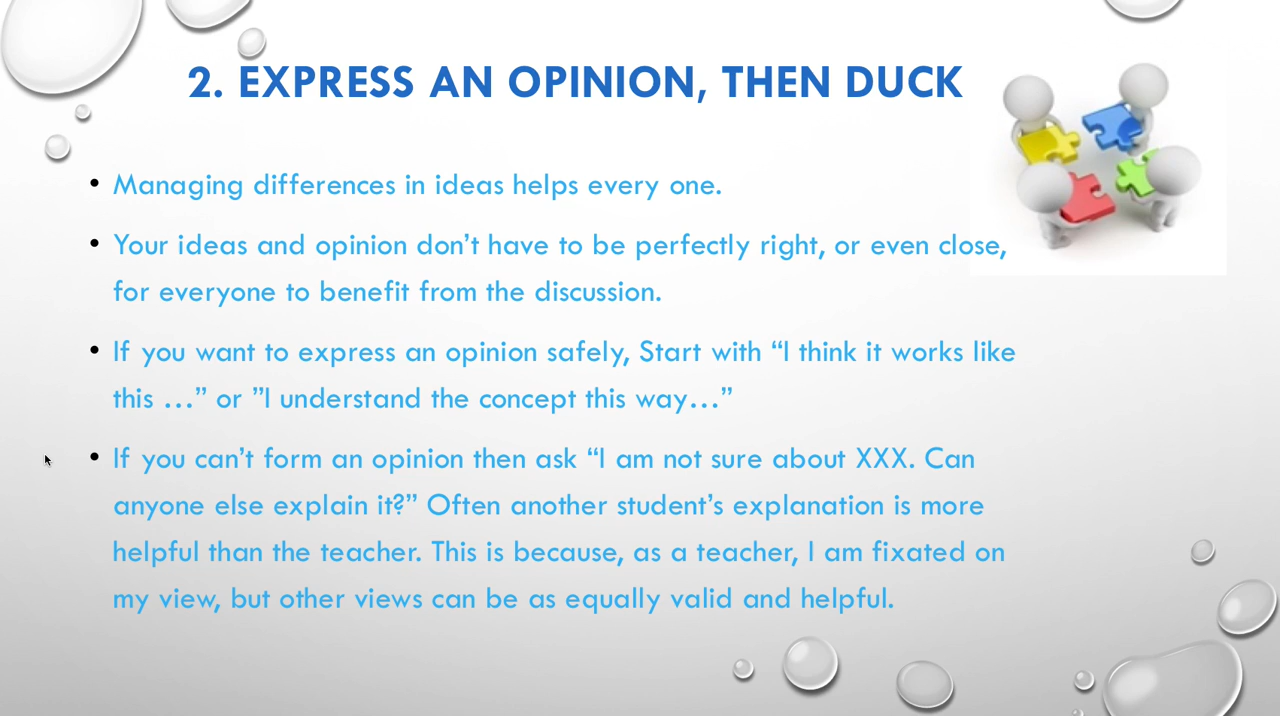 2. EXPRESS AN OPINION, THEN DUCK
• Managing differences in ideas helps every one.
• Your ideas and opinion don’t have to be perfectly right, or even close,
for everyone to benefit from the discussion.
• If you want to express an opinion safely, Start with “I think it works like
this …” or ”I understand the concept this way…”
• If you can’t form an opinion then ask “I am not sure about XXX. Can
anyone else explain it?” Often another student’s explanation is more
helpful than the teacher. This is because, as a teacher, I am fixated on
my view, but other views can be as equally valid and helpful.